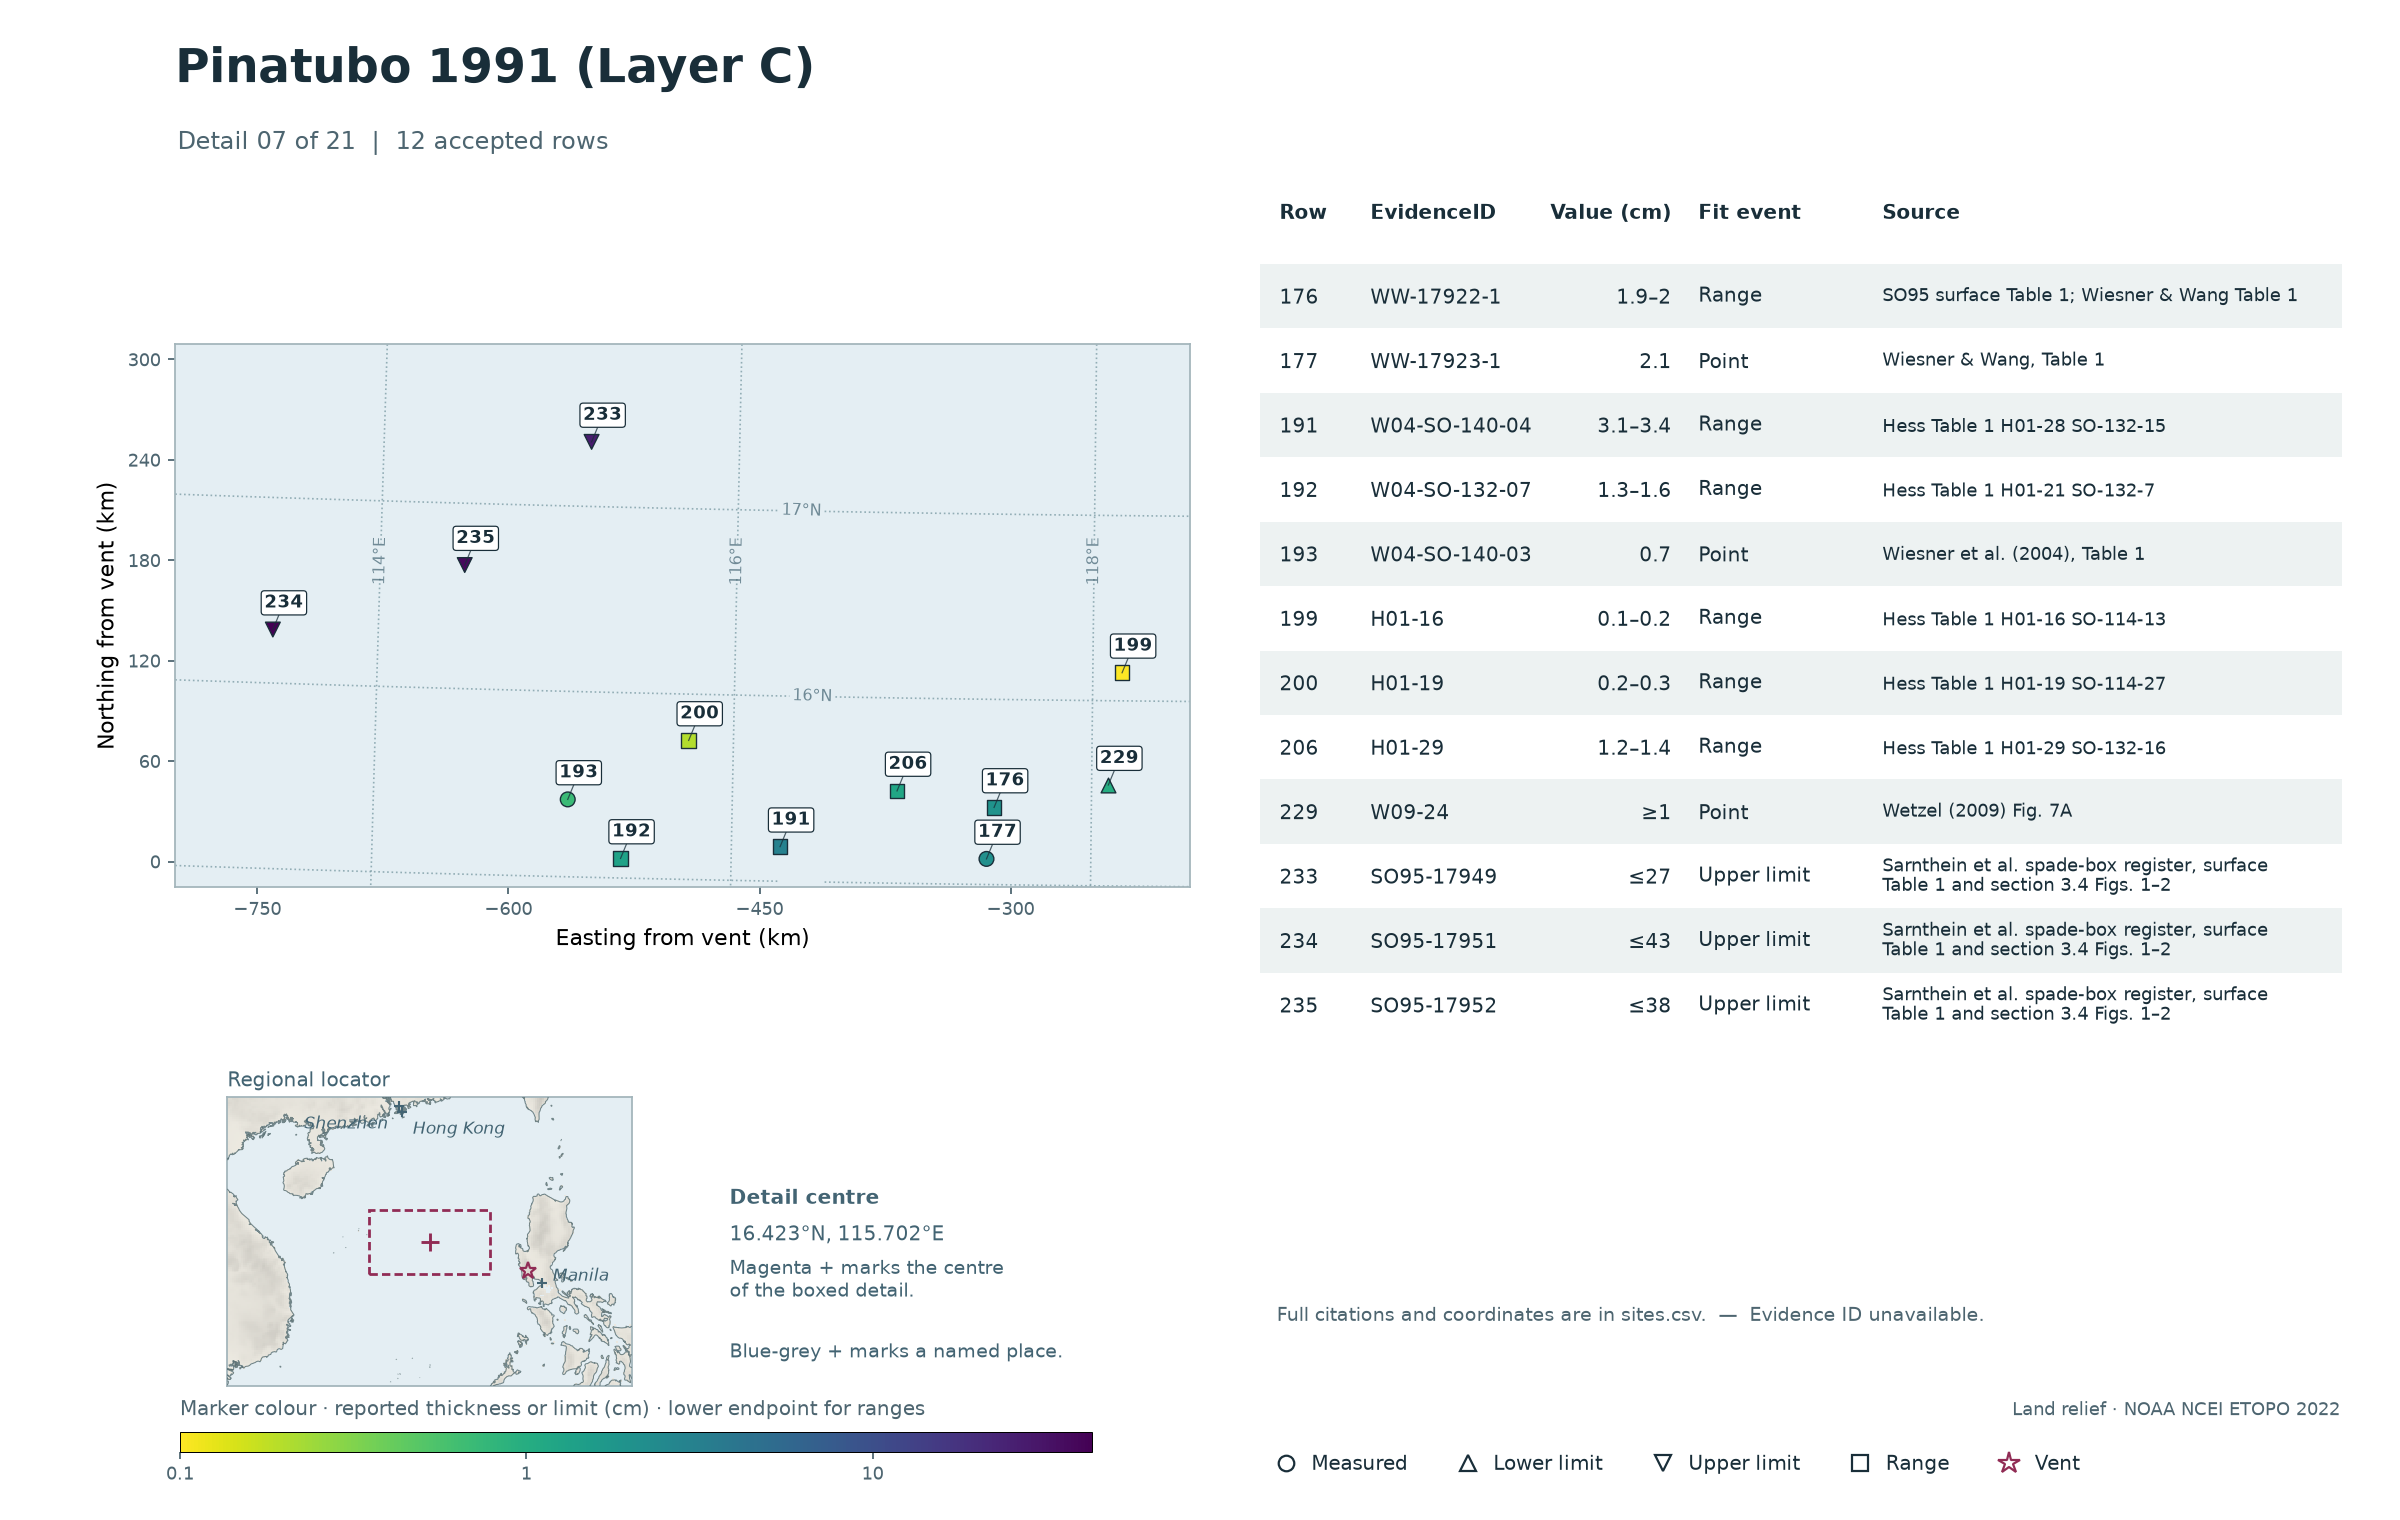 Pinatubo 1991 (Layer C)
Detail 07 of 21 | 12 accepted rows
Row EvidenceID Value (cm) Fit event Source
176 WW-17922-1 1.9–2 Range SO95 surface Table 1; Wiesner & Wang Table 1
177 WW-17923-1 2.1 Point Wiesner & Wang, Table 1
191 W04-SO-140-04 3.1–3.4 Range Hess Table 1 H01-28 SO-132-15
192 W04-SO-132-07 1.3–1.6 Range Hess Table 1 H01-21 SO-132-7
193 W04-SO-140-03 0.7 Point Wiesner et al. (2004), Table 1
199 H01-16 0.1–0.2 Range Hess Table 1 H01-16 SO-114-13
200 H01-19 0.2–0.3 Range Hess Table 1 H01-19 SO-114-27
206 H01-29 1.2–1.4 Range Hess Table 1 H01-29 SO-132-16
229 W09-24 ≥1 Point Wetzel (2009) Fig. 7A
233 SO95-17949 ≤27 Upper limit Sarnthein et al. spade-box register, surface
Table 1 and section 3.4 Figs. 1–2
234 SO95-17951 ≤43 Upper limit Sarnthein et al. spade-box register, surface
Table 1 and section 3.4 Figs. 1–2
235 SO95-17952 ≤38 Upper limit Sarnthein et al. spade-box register, surface
Table 1 and section 3.4 Figs. 1–2
Northing from vent (km)
300
240
180
120
60
0
233
17°N
235
114°E
116°E
118°E
234
199
16°N
200
229
206
193
176
191
192
177
−750 −600 −450 −300
Easting from vent (km)
Regional locator
Shenzhen
Hong Kong
Manila
Detail centre
16.423°N, 115.702°E
Magenta + marks the centre
of the boxed detail.
Blue-grey + marks a named place.
Full citations and coordinates are in sites.csv. — Evidence ID unavailable.
Marker colour · reported thickness or limit (cm) · lower endpoint for ranges
0.1 1 10
Land relief · NOAA NCEI ETOPO 2022
Measured Lower limit Upper limit Range Vent